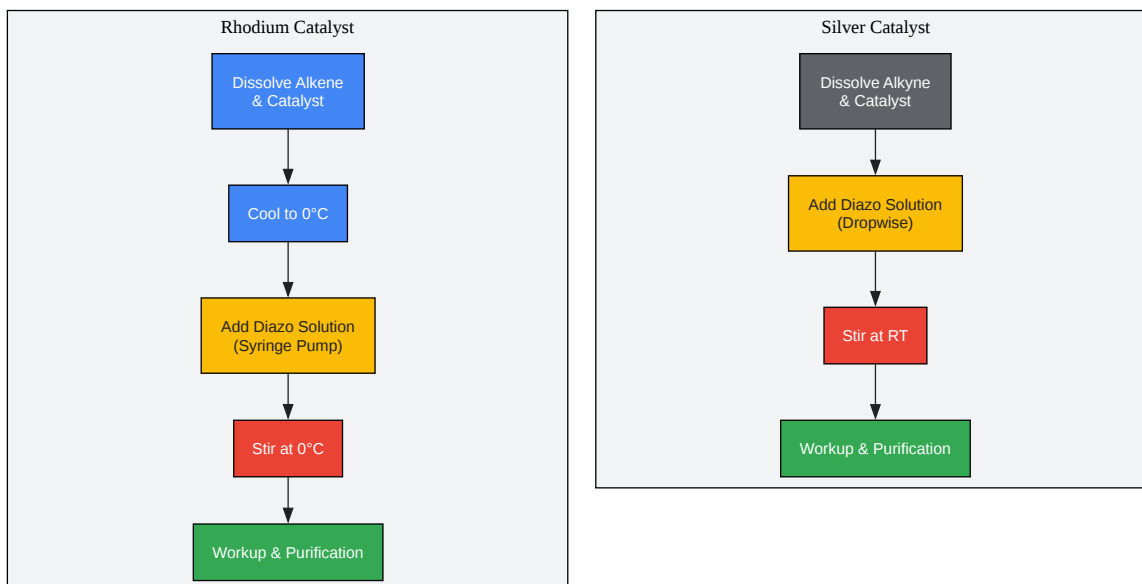 Rhodium Catalyst
Dissolve Alkene
& Catalyst
Cool to 0°C
Add Diazo Solution
(Syringe Pump)
Stir at 0°C
Workup & Purification
Silver Catalyst
Dissolve Alkyne
& Catalyst
Add Diazo Solution
(Dropwise)
Stir at RT
Workup & Purification